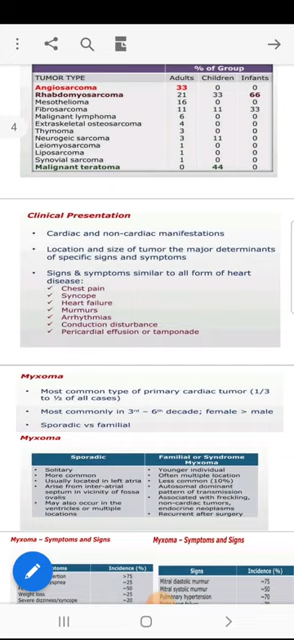 % of Group
TUMOR TYPE Adults Children Infants
Angiosarcoma 33 0 0
Rhabdomyosarcoma 21 33 66
Mesothelioma 16 0 0
Fibrosarcoma 11 11 33
Malignant lymphoma 6 0 0
Extraskeletal osteosarcoma 4 0 0
Thymoma 3 0 0
Neurogeic sarcoma 3 11 0
Leiomyosarcoma 1 0 0
Liposarcoma 1 0 0
Synovial sarcoma 1 0 0
Malignant teratoma 0 44 0
4
Clinical Presentation
• Cardiac and non-cardiac manifestations
• Location and size of tumor the major determinants
of specific signs and symptoms
• Signs & symptoms similar to all form of heart
disease:
✓ Chest pain
✓ Syncope
✓ Heart failure
✓ Murmurs
✓ Arrhythmias
✓ Conduction disturbance
✓ Pericardial effusion or tamponade
Myxoma
• Most common type of primary cardiac tumor (1/3
to ½ of all cases)
• Most commonly in 3rd – 6th decade; female > male
• Sporadic vs familial
Myxoma
Sporadic
• Solitary
• More common
• Usually located in left atria
• Arise from inter-atrial
septum in vicinity of fossa
ovalis
• May also occur in the
ventricles or multiple
locations
Familial or Syndrome
Myxoma
• Younger individual
• Often multiple location
• Less common (10%)
• Autosomal dominant
pattern of transmission
• Associated with freckling,
non-cardiac tumors,
endocrine neoplasms
• Recurrent after surgery
Myxoma – Symptoms and Signs
Incidence (%)
>75
~25
~50
Weight loss ~25
Severe dizziness/syncope ~20
Myxoma – Symptoms and Signs
Signs Incidence (%)
Mitral diastolic murmur ~75
Mitral systolic murmur ~50
Pulmonary hypertension ~70